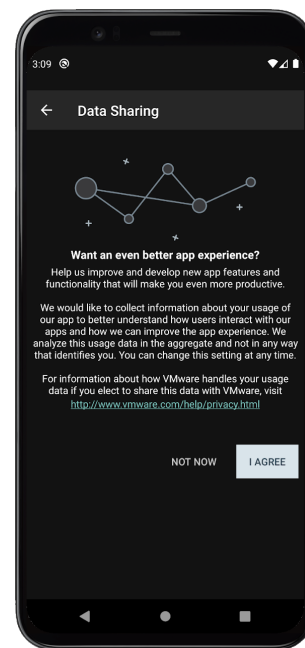 3:09
Data Sharing
Want an even better app experience?
Help us improve and develop new app features and
functionality that will make you even more productive.
We would like to collect information about your usage of
our app to better understand how users interact with our
apps and how we can improve the app experience. We
analyze this usage data in the aggregate and not in any way
that identifies you. You can change this setting at any time.
For information about how VMware handles your usage
data if you elect to share this data with VMware, visit
http://www.vmware.com/help/privacy.html
NOT NOW I AGREE